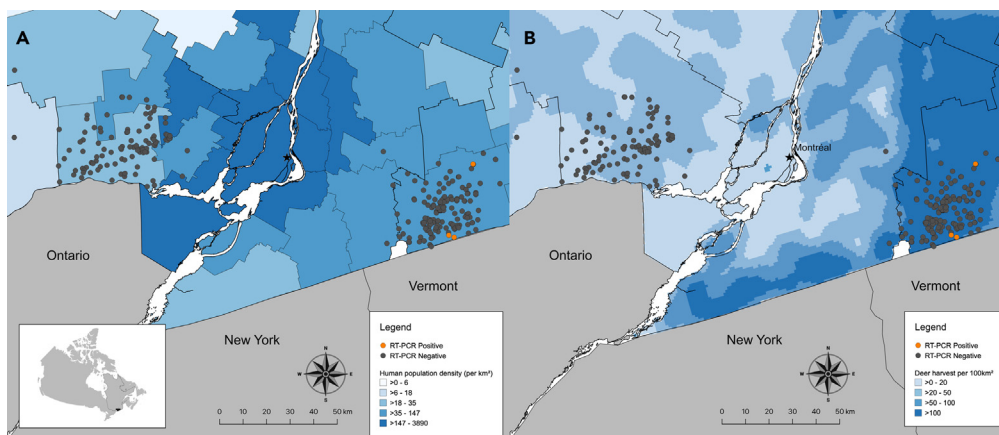 A
Ontario
New York
Vermont
N
W
E
S
0 10 20 30 40 50 km
Legend
RT-PCR Positive
RT-PCR Negative
Human population density (per km²)
>0 - 6
>6 - 18
>18 - 35
>35 - 147
>147 - 3890
B
Montréal
Ontario
New York
Vermont
N
W
E
S
0 10 20 30 40 50 km
Legend
RT-PCR Positive
RT-PCR Negative
Deer harvest per 100km²
>0 - 20
>20 - 50
>50 - 100
>100